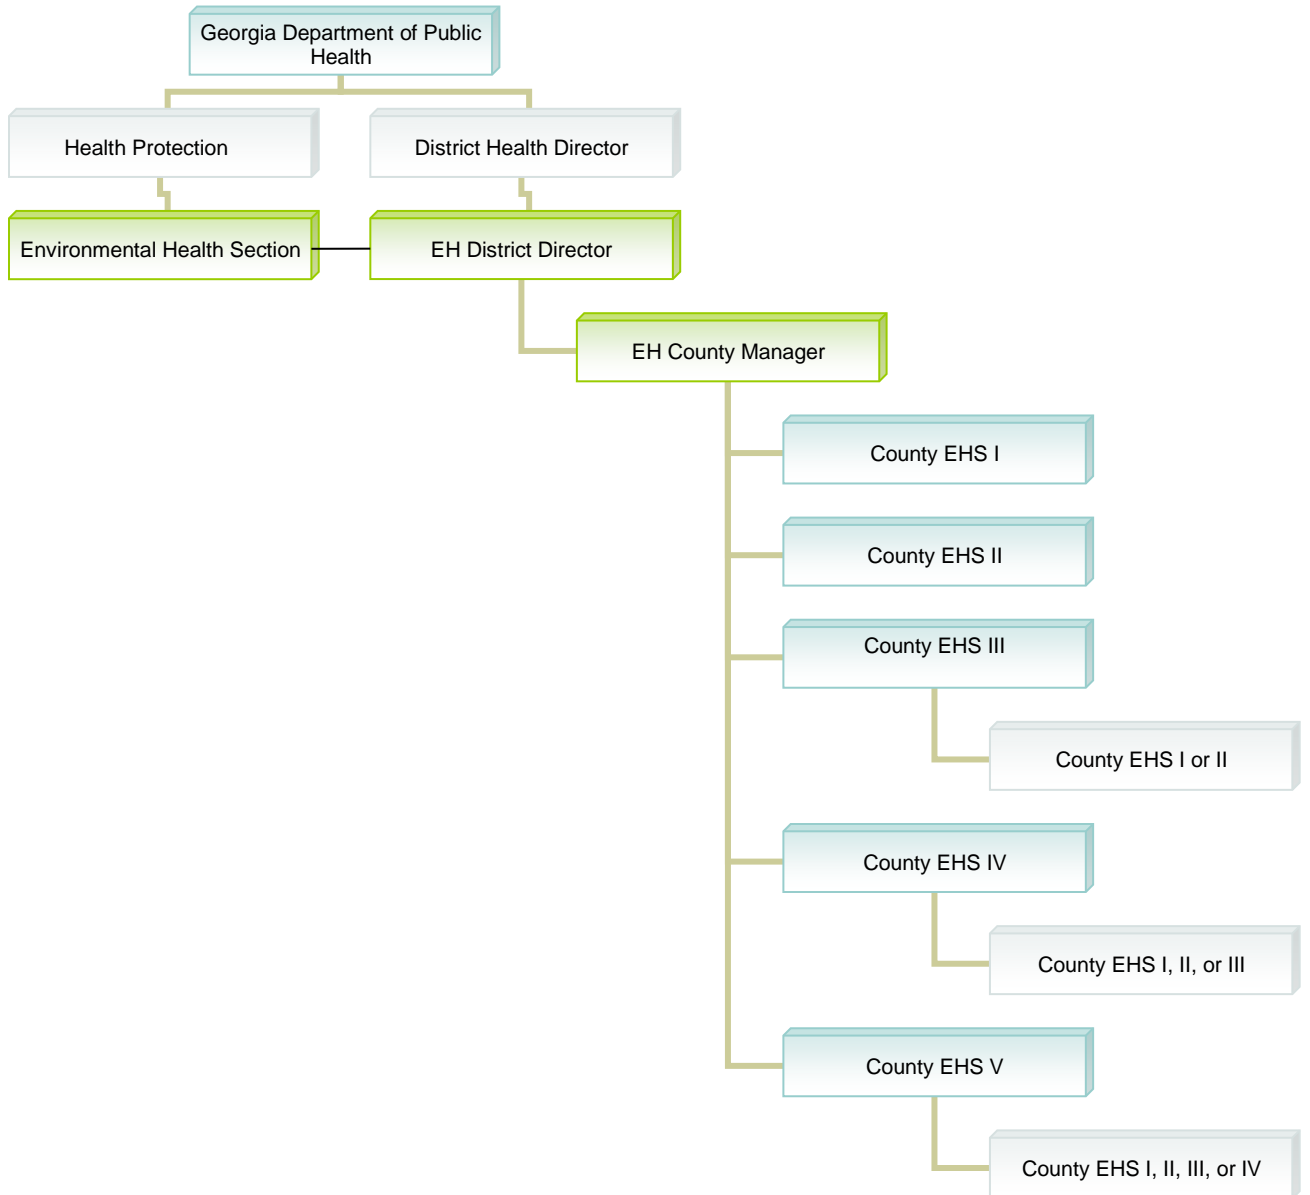 Georgia Department of Public
Health
Health Protection
District Health Director
Environmental Health Section
EH District Director
EH County Manager
County EHS I
County EHS II
County EHS III
County EHS I or II
County EHS IV
County EHS I, II, or III
County EHS V
County EHS I, II, III, or IV